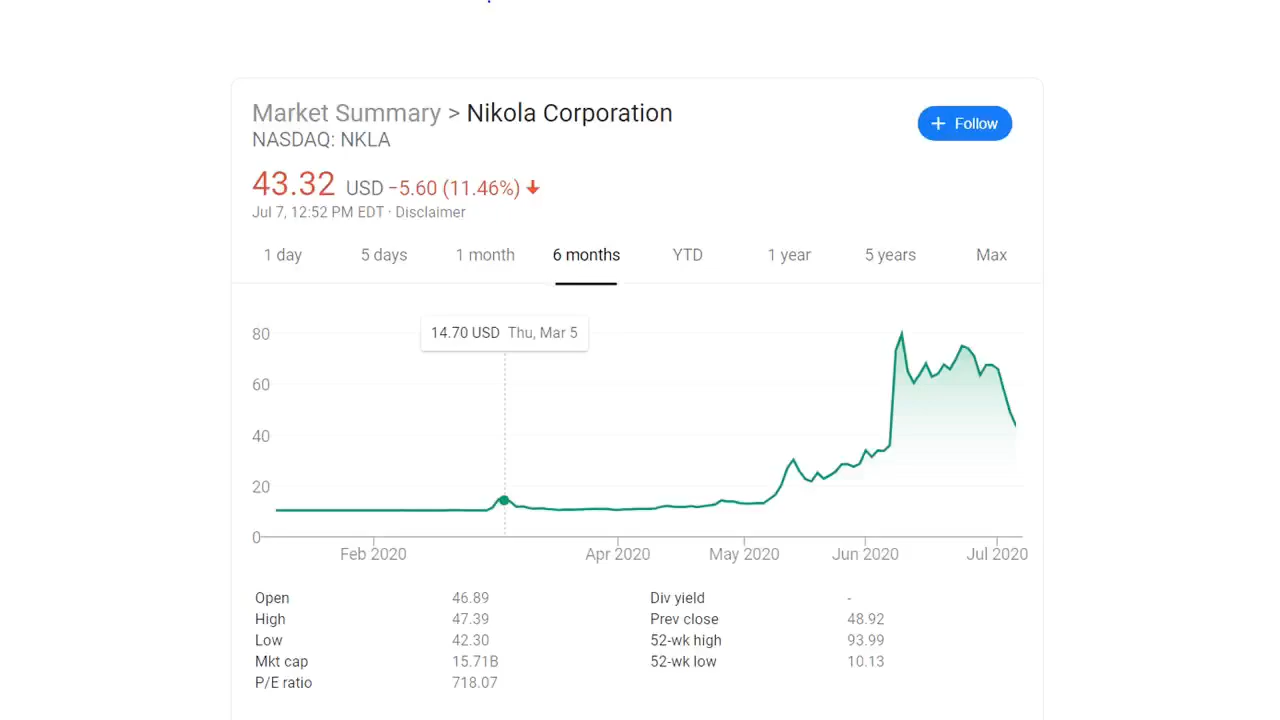 Market Summary > Nikola Corporation
NASDAQ: NKLA
+ Follow
43.32 USD −5.60 (11.46%) ↓
Jul 7, 12:52 PM EDT · Disclaimer
1 day 5 days 1 month 6 months YTD 1 year 5 years Max
14.70 USD Thu, Mar 5
80
60
40
20
0
Feb 2020 Apr 2020 May 2020 Jun 2020 Jul 2020
Open 46.89 Div yield -
High 47.39 Prev close 48.92
Low 42.30 52-wk high 93.99
Mkt cap 15.71B 52-wk low 10.13
P/E ratio 718.07